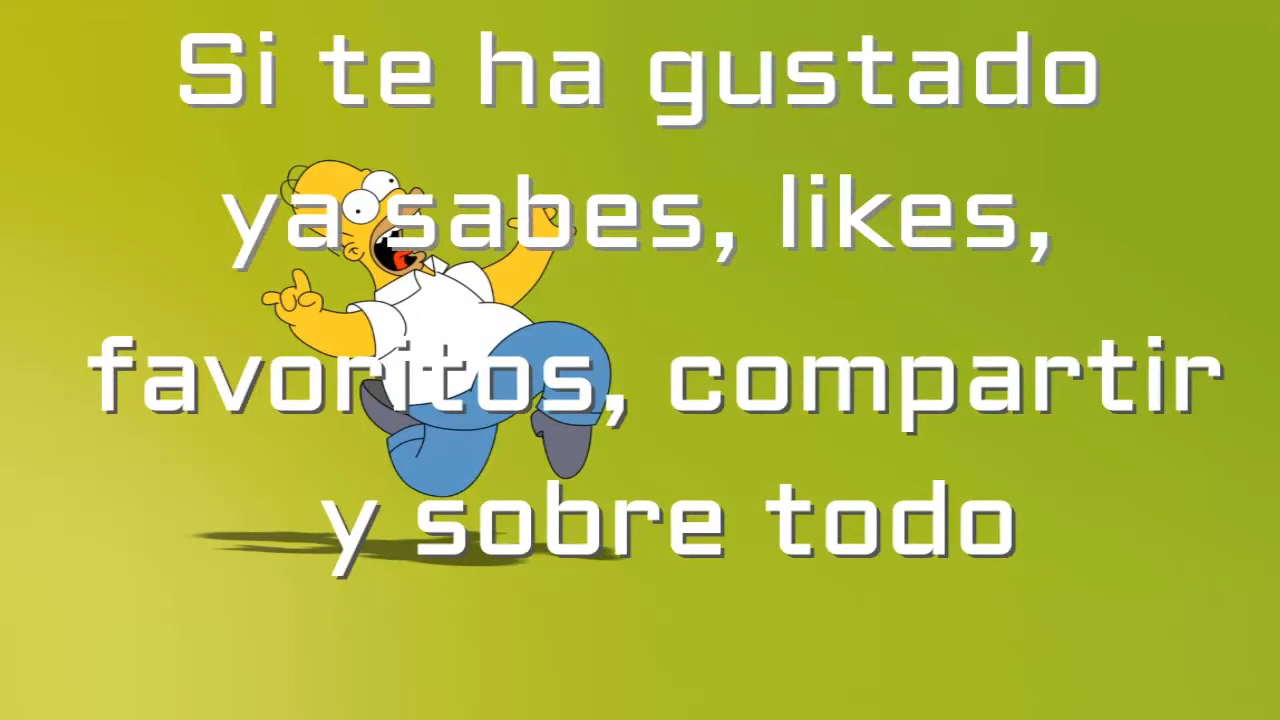 Si te ha gustado
ya sabes, likes,
favoritos, compartir
y sobre todo